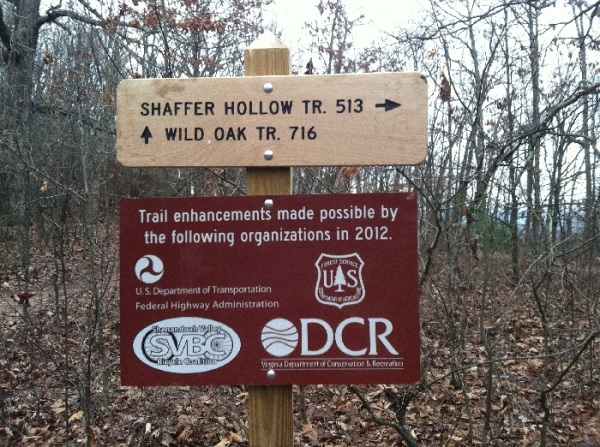 SHAFFER HOLLOW TR. 513 →
↑ WILD OAK TR. 716
Trail enhancements made possible by
the following organizations in 2012.
U.S. Department of Transportation
Federal Highway Administration
FOREST SERVICE
U S
DEPARTMENT OF AGRICULTURE
Shenandoah Valley
SVBC
Bicycle Coalition
DCR
Virginia Department of Conservation & Recreation